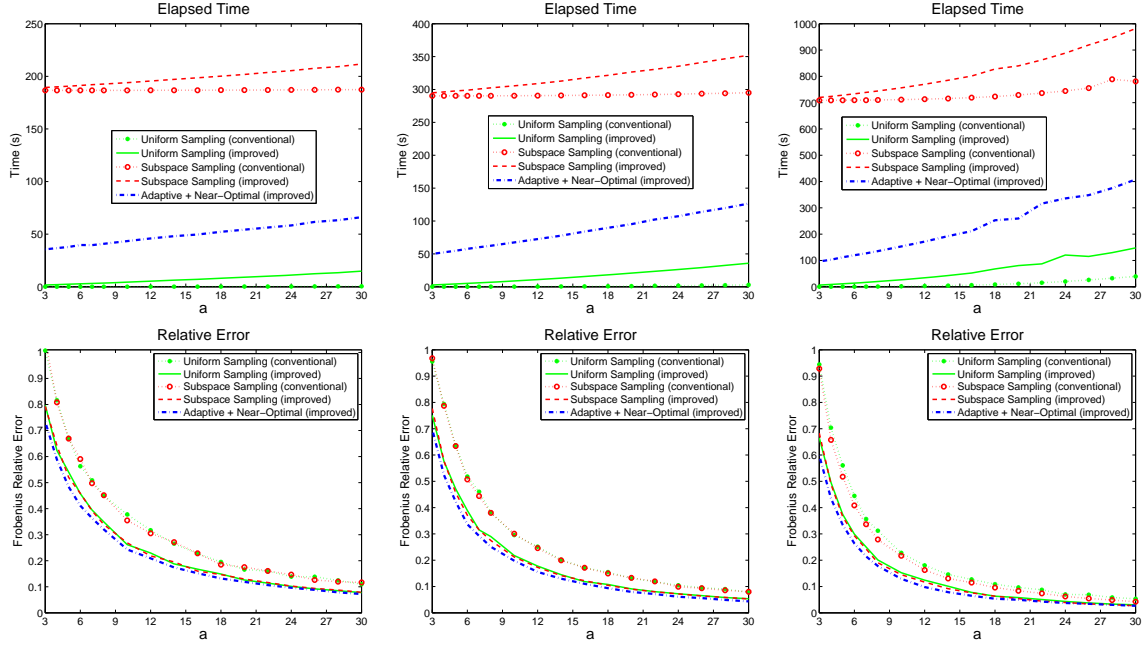 Elapsed Time
250
200
150
100
50
0
Time (s)
Uniform Sampling (conventional)
Uniform Sampling (improved)
Subspace Sampling (conventional)
Subspace Sampling (improved)
Adaptive + Near−Optimal (improved)
3 6 9 12 15 18 21 24 27 30
a
Elapsed Time
400
350
300
250
200
150
100
50
0
Time (s)
Uniform Sampling (conventional)
Uniform Sampling (improved)
Subspace Sampling (conventional)
Subspace Sampling (improved)
Adaptive + Near−Optimal (improved)
3 6 9 12 15 18 21 24 27 30
a
Elapsed Time
1000
900
800
700
600
500
400
300
200
100
0
Time (s)
Uniform Sampling (conventional)
Uniform Sampling (improved)
Subspace Sampling (conventional)
Subspace Sampling (improved)
Adaptive + Near−Optimal (improved)
3 6 9 12 15 18 21 24 27 30
a
Relative Error
1
0.9
0.8
0.7
0.6
0.5
0.4
0.3
0.2
0.1
0
Frobenius Relative Error
Uniform Sampling (conventional)
Uniform Sampling (improved)
Subspace Sampling (conventional)
Subspace Sampling (improved)
Adaptive + Near−Optimal (improved)
3 6 9 12 15 18 21 24 27 30
a
Relative Error
1
0.9
0.8
0.7
0.6
0.5
0.4
0.3
0.2
0.1
0
Frobenius Relative Error
Uniform Sampling (conventional)
Uniform Sampling (improved)
Subspace Sampling (conventional)
Subspace Sampling (improved)
Adaptive + Near−Optimal (improved)
3 6 9 12 15 18 21 24 27 30
a
Relative Error
1
0.9
0.8
0.7
0.6
0.5
0.4
0.3
0.2
0.1
0
Frobenius Relative Error
Uniform Sampling (conventional)
Uniform Sampling (improved)
Subspace Sampling (conventional)
Subspace Sampling (improved)
Adaptive + Near−Optimal (improved)
3 6 9 12 15 18 21 24 27 30
a